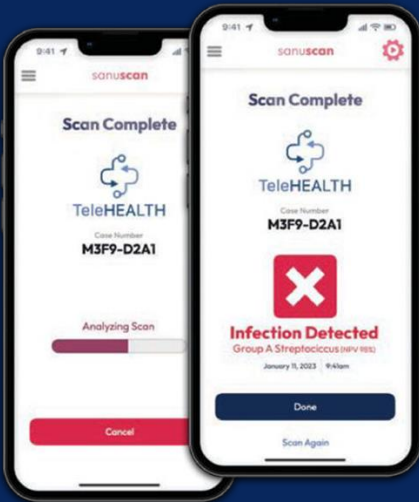 9:41
sanuscan
Scan Complete
TeleHEALTH
Case Number
M3F9-D2A1
Analyzing Scan
Cancel
9:41
sanuscan
Scan Complete
TeleHEALTH
Case Number
M3F9-D2A1
Infection Detected
Group A Streptociccus (NPV 98%)
January 11, 2023 9:41am
Done
Scan Again